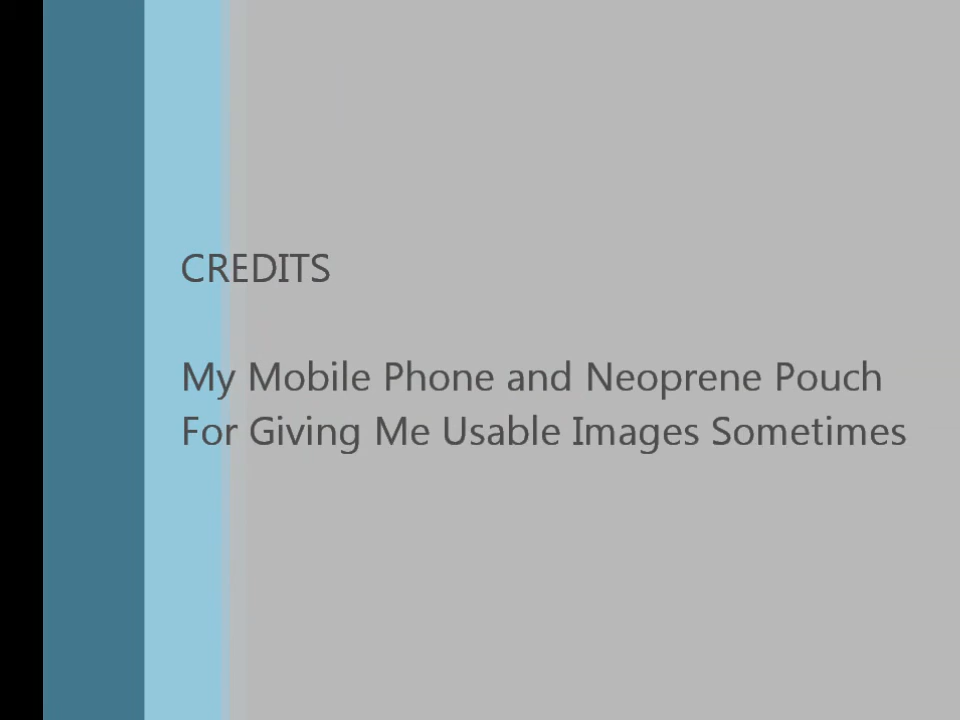 CREDITS
My Mobile Phone and Neoprene Pouch
For Giving Me Usable Images Sometimes